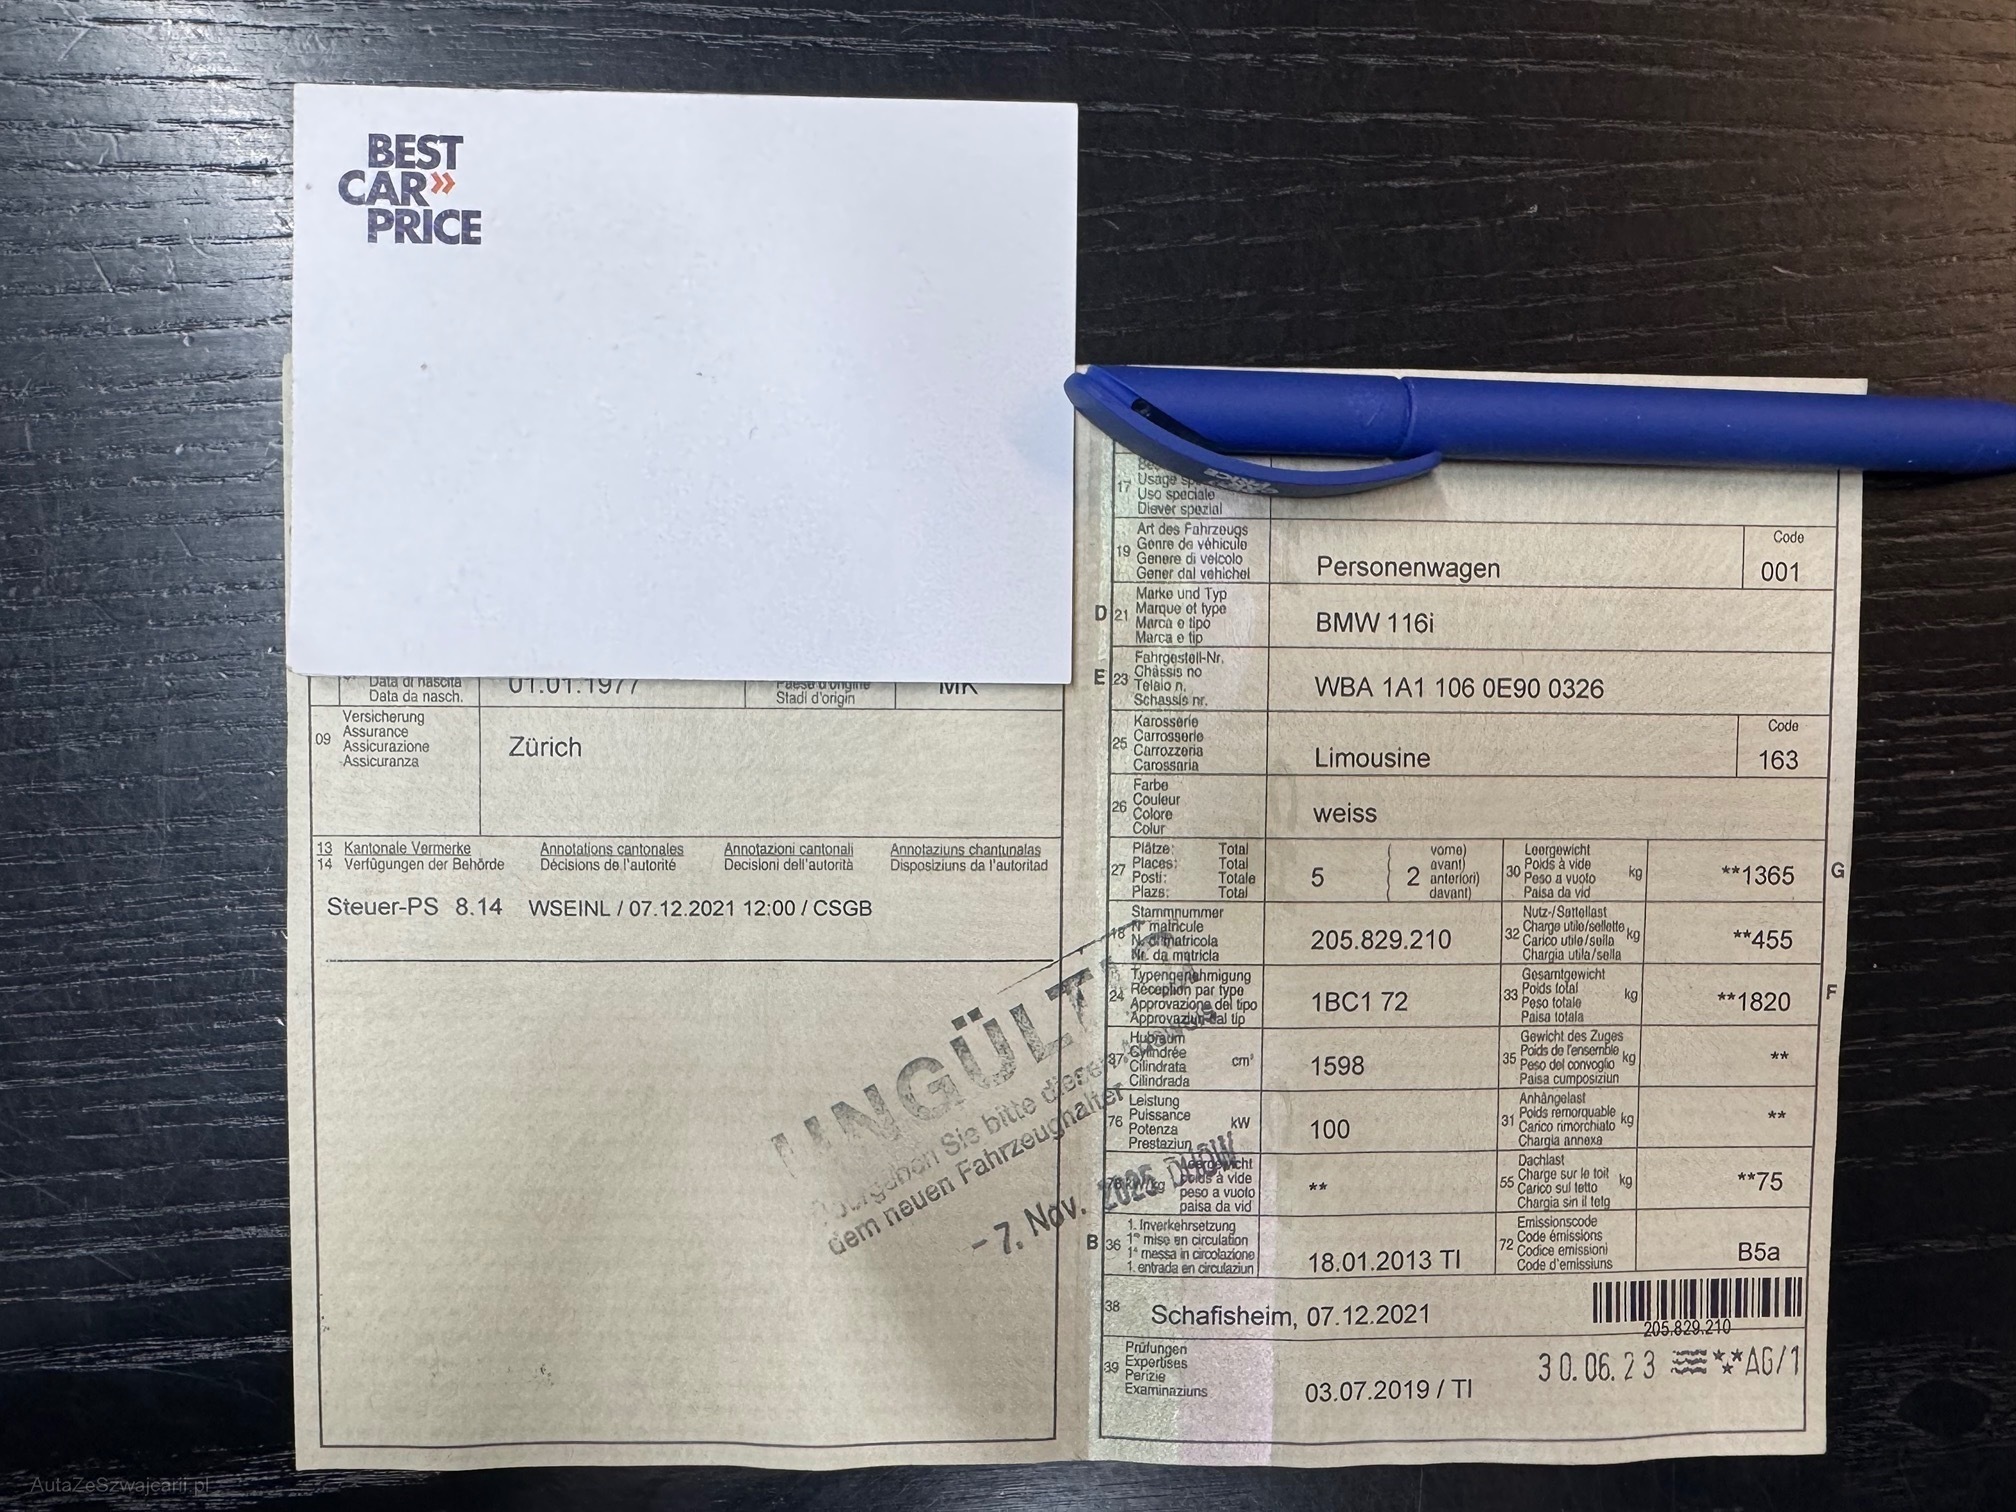 BEST
CAR»
PRICE
Data di nascita
Data da nasch.
01.01.1977
Paese d'origine
Stadi d'origin
MK
09
Versicherung
Assurance
Assicurazione
Assicuranza
Zürich
13 Kantonale Vermerke Annotations cantonales Annotazioni cantonali Annotaziuns chantunalas
14 Verfügungen der Behörde Décisions de l'autorité Decisioni dell'autorità Disposiziuns da l'autoritad
Steuer-PS 8.14 WSEINL / 07.12.2021 12:00 / CSGB
UNGÜLTIG
Übergeben Sie bitte diesen Ausweis
dem neuen Fahrzeughalter
- 7. Nov. 2025 DHOW
17
Usage
Uso speciale
Diever spezial
19
Art des Fahrzeugs
Genre de véhicule
Genere di veicolo
Gener dal vehichel
Personenwagen
Code
001
D 21
Marke und Typ
Marque et type
Marca e tipo
Marca e tip
BMW 116i
E 23
Fahrgestell-Nr.
Châssis no
Telaio n.
Schassis nr.
WBA 1A1 106 0E90 0326
25
Karosserie
Carrosserie
Carrozzeria
Carossaria
Limousine
Code
163
26
Farbe
Couleur
Colore
Colur
weiss
27
Plätze: Total
Places: Total
Posti: Totale
Plazs: Total
5
2
vorne)
avant)
anteriori)
davant)
30
Leergewicht
Poids à vide
Peso a vuoto
Paisa da vid
kg
**1365
G
18
Stammnummer
N° matricule
N. di matricola
Nr. da matricla
205.829.210
32
Nutz-/Sattellast
Charge utile/sellette
Carico utile/sella
Chargia utila/sella
kg
**455
24
Typengenehmigung
Réception par type
Approvazione del tipo
Approvaziun dal tip
1BC1 72
33
Gesamtgewicht
Poids total
Peso totale
Paisa totala
kg
**1820
F
37
Hubraum
Cylindrée
Cilindrata
Cilindrada
cm³
1598
35
Gewicht des Zuges
Poids de l'ensemble
Peso del convoglio
Paisa cumposiziun
kg
**
76
Leistung
Puissance
Potenza
Prestaziun
kW
100
31
Anhängelast
Poids remorquable
Carico rimorchiato
Chargia annexa
kg
**
78 kW/kg
Leergewicht
poids à vide
peso a vuoto
paisa da vid
**
55
Dachlast
Charge sur le toit
Carico sul tetto
Chargia sin il tetg
kg
**75
B 36
1. Inverkehrsetzung
1re mise en circulation
1a messa in circolazione
1. entrada en circulaziun
18.01.2013 TI
72
Emissionscode
Code émissions
Codice emissioni
Code d'emissiuns
B5a
38
Schafisheim, 07.12.2021
205.829.210
39
Prüfungen
Expertises
Perizie
Examinaziuns
03.07.2019 / TI
30.06.23 AG/1
AutaZeSzwajcarii.pl